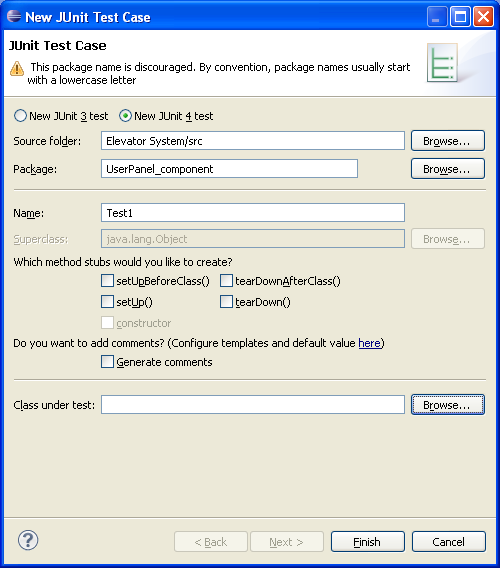 New JUnit Test Case
JUnit Test Case
This package name is discouraged. By convention, package names usually start
with a lowercase letter
New JUnit 3 test New JUnit 4 test
Source folder: Elevator System/src Browse...
Package: UserPanel_component Browse...
Name: Test1
Superclass: java.lang.Object Browse...
Which method stubs would you like to create?
setUpBeforeClass() tearDownAfterClass()
setUp() tearDown()
constructor
Do you want to add comments? (Configure templates and default value here)
Generate comments
Class under test: Browse...
? < Back Next > Finish Cancel